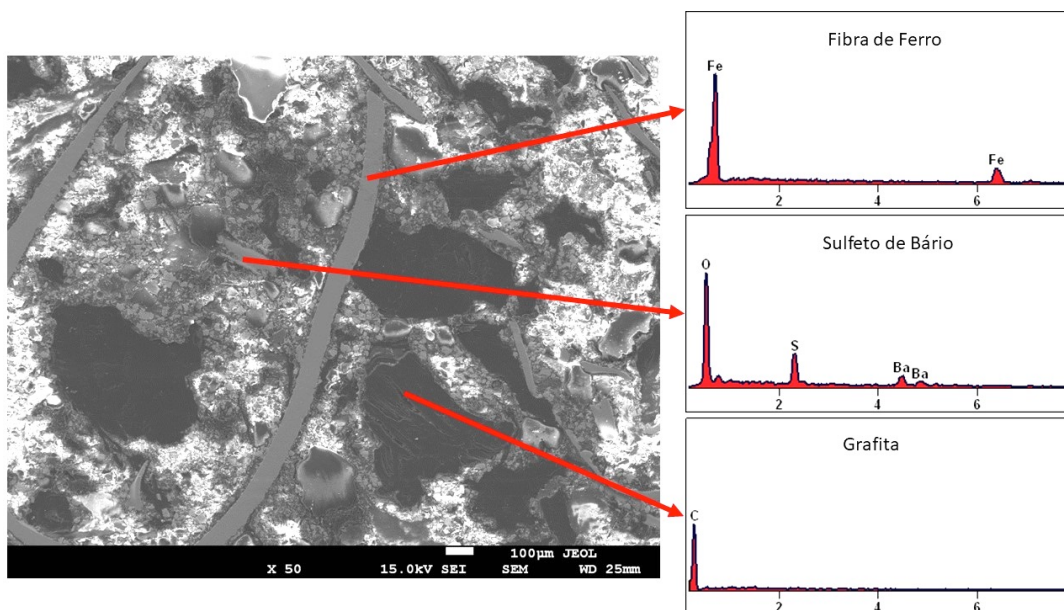 Fibra de Ferro
Fe
Fe
2 4 6
Sulfeto de Bário
O
S
Ba Ba
2 4 6
Grafita
C
2 4 6
100µm JEOL
X 50 15.0kV SEI SEM WD 25mm